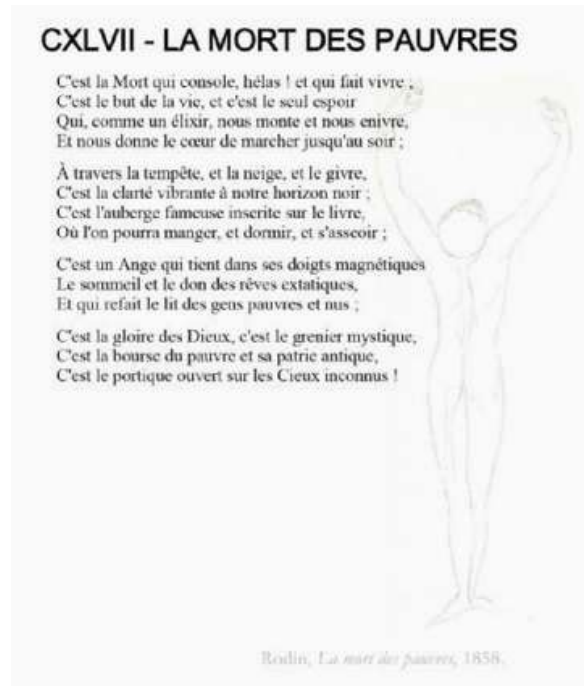 CXLVII - LA MORT DES PAUVRES
C'est la Mort qui console, hélas ! et qui fait vivre ;
C'est le but de la vie, et c'est le seul espoir
Qui, comme un élixir, nous monte et nous enivre,
Et nous donne le cœur de marcher jusqu'au soir ;
À travers la tempête, et la neige, et le givre,
C'est la clarté vibrante à notre horizon noir ;
C'est l'auberge fameuse inscrite sur le livre,
Où l'on pourra manger, et dormir, et s'asseoir ;
C'est un Ange qui tient dans ses doigts magnétiques
Le sommeil et le don des rêves extatiques,
Et qui refait le lit des gens pauvres et nus ;
C'est la gloire des Dieux, c'est le grenier mystique,
C'est la bourse du pauvre et sa patrie antique,
C'est le portique ouvert sur les Cieux inconnus !
Rodin, La mort des pauvres, 1858.